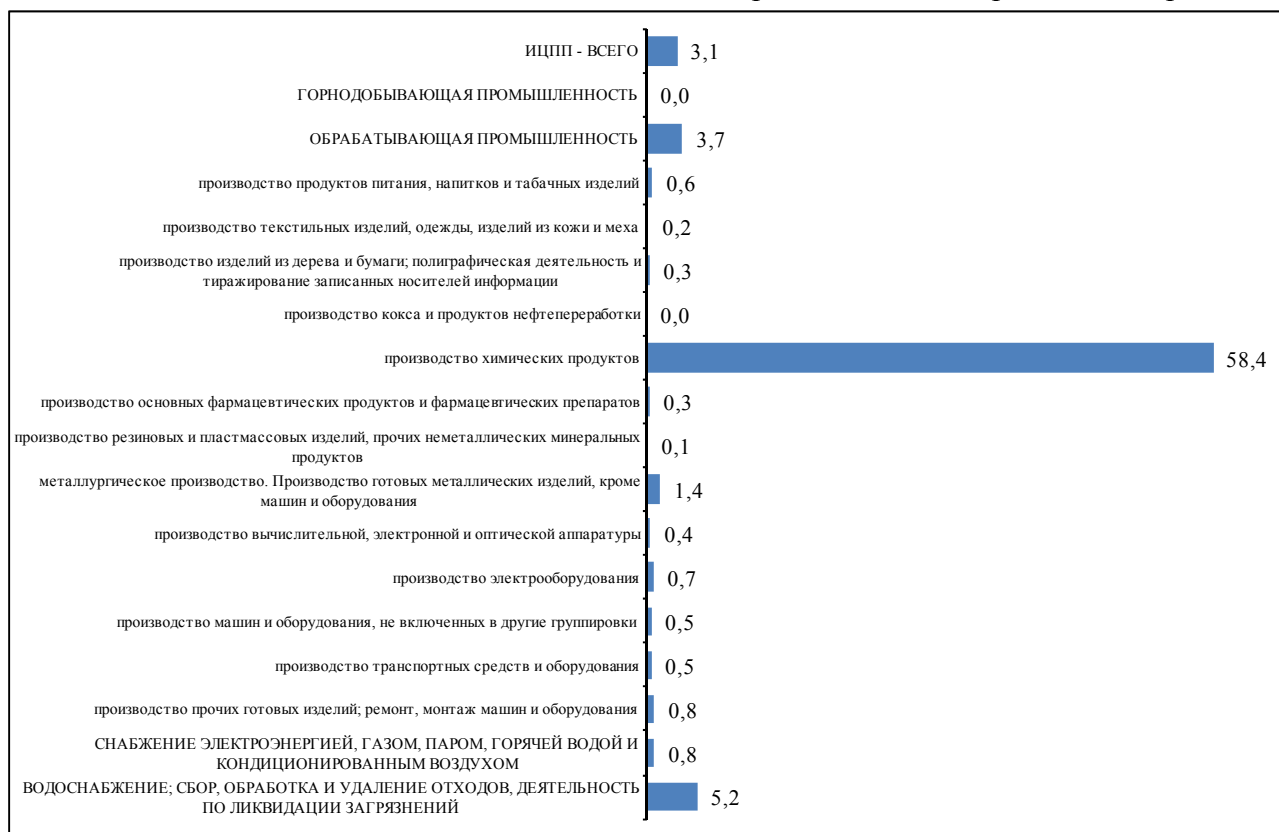 ИЦПП - ВСЕГО 3,1
ГОРНОДОБЫВАЮЩАЯ ПРОМЫШЛЕННОСТЬ 0,0
ОБРАБАТЫВАЮЩАЯ ПРОМЫШЛЕННОСТЬ 3,7
производство продуктов питания, напитков и табачных изделий 0,6
производство текстильных изделий, одежды, изделий из кожи и меха 0,2
производство изделий из дерева и бумаги; полиграфическая деятельность и
тиражирование записанных носителей информации 0,3
производство кокса и продуктов нефтепереработки 0,0
производство химических продуктов 58,4
производство основных фармацевтических продуктов и фармацевтических препаратов 0,3
производство резиновых и пластмассовых изделий, прочих неметаллических минеральных
продуктов 0,1
металлургическое производство. Производство готовых металлических изделий, кроме
машин и оборудования 1,4
производство вычислительной, электронной и оптической аппаратуры 0,4
производство электрооборудования 0,7
производство машин и оборудования, не включенных в другие группировки 0,5
производство транспортных средств и оборудования 0,5
производство прочих готовых изделий; ремонт, монтаж машин и оборудования 0,8
СНАБЖЕНИЕ ЭЛЕКТРОЭНЕРГИЕЙ, ГАЗОМ, ПАРОМ, ГОРЯЧЕЙ ВОДОЙ И
КОНДИЦИОНИРОВАННЫМ ВОЗДУХОМ 0,8
ВОДОСНАБЖЕНИЕ; СБОР, ОБРАБОТКА И УДАЛЕНИЕ ОТХОДОВ, ДЕЯТЕЛЬНОСТЬ
ПО ЛИКВИДАЦИИ ЗАГРЯЗНЕНИЙ 5,2